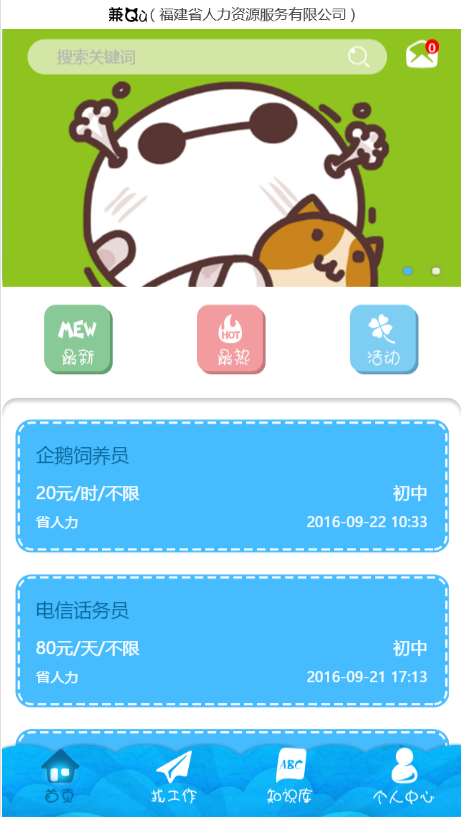 兼QU(福建省人力资源服务有限公司)
搜索关键词
0
MEW
最新
HOT
最热
活动
企鹅饲养员
20元/时/不限 初中
省人力 2016-09-22 10:33
电信话务员
80元/天/不限 初中
省人力 2016-09-21 17:13
首页
找工作
ABC
知识库
个人中心